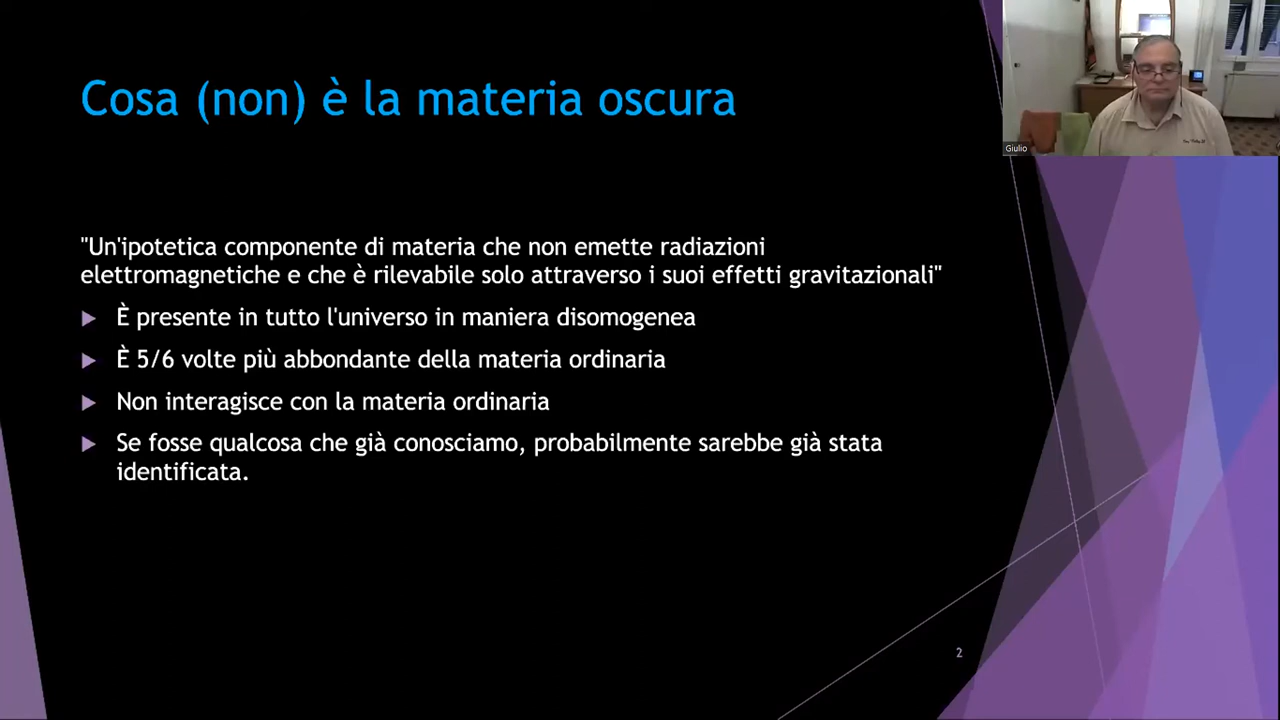 Cosa (non) è la materia oscura
Giulio
"Un'ipotetica componente di materia che non emette radiazioni
elettromagnetiche e che è rilevabile solo attraverso i suoi effetti gravitazionali"
È presente in tutto l'universo in maniera disomogenea
È 5/6 volte più abbondante della materia ordinaria
Non interagisce con la materia ordinaria
Se fosse qualcosa che già conosciamo, probabilmente sarebbe già stata
identificata.
2